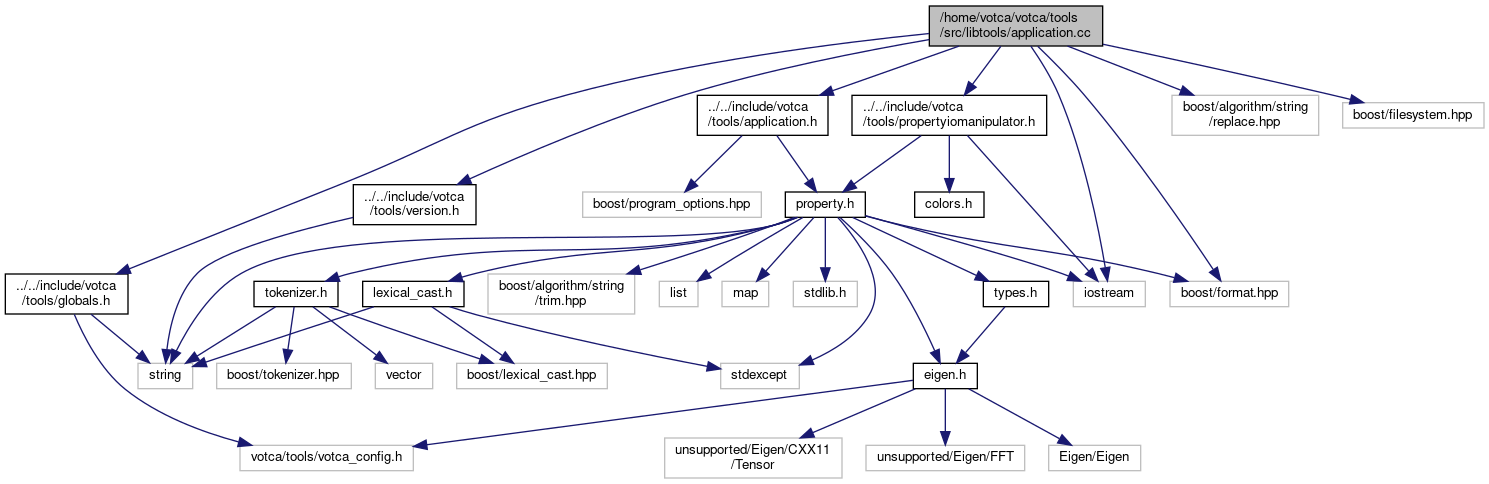 /home/votca/votca/tools
/src/libtools/application.cc
../../include/votca
/tools/application.h
../../include/votca
/tools/propertyiomanipulator.h
boost/algorithm/string
/replace.hpp
boost/filesystem.hpp
../../include/votca
/tools/version.h
boost/program_options.hpp
property.h
colors.h
../../include/votca
/tools/globals.h
tokenizer.h
lexical_cast.h
boost/algorithm/string
/trim.hpp
list
map
stdlib.h
types.h
iostream
boost/format.hpp
string
boost/tokenizer.hpp
vector
boost/lexical_cast.hpp
stdexcept
eigen.h
votca/tools/votca_config.h
unsupported/Eigen/CXX11
/Tensor
unsupported/Eigen/FFT
Eigen/Eigen